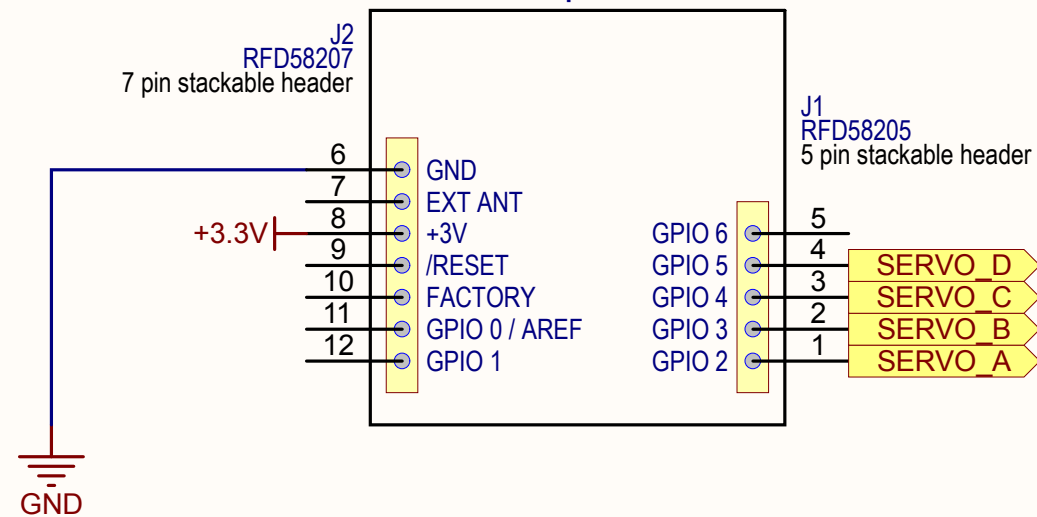 J2
RFD58207
7 pin stackable header
J1
RFD58205
5 pin stackable header
6 GND
7 EXT ANT
+3.3V 8 +3V
9 /RESET
10 FACTORY
11 GPIO 0 / AREF
12 GPIO 1
GPIO 6 5
GPIO 5 4 SERVO_D
GPIO 4 3 SERVO_C
GPIO 3 2 SERVO_B
GPIO 2 1 SERVO_A
GND